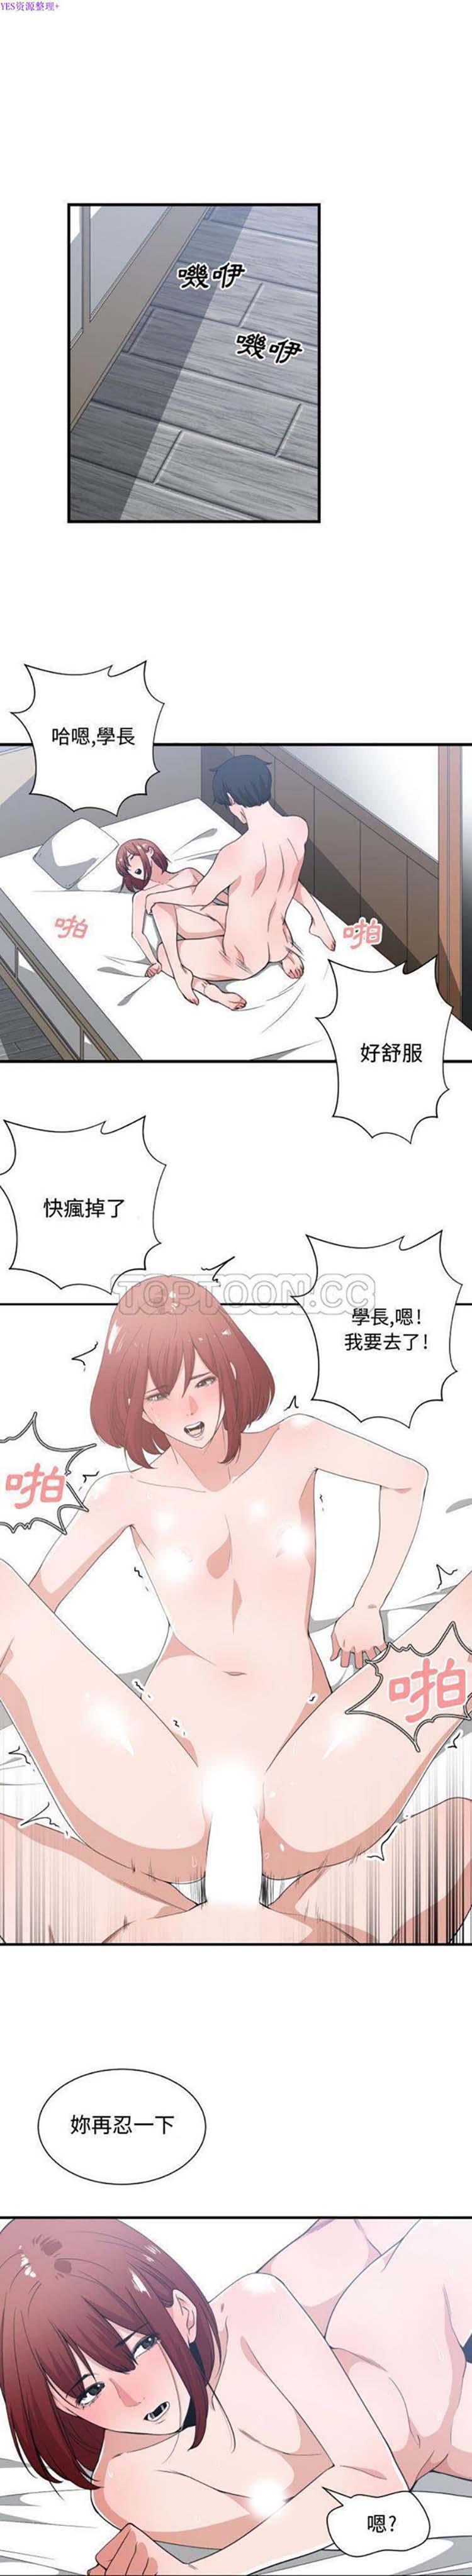 YES资源整理+
嘰咿
嘰咿
哈嗯,學長
啪
啪
好舒服
快瘋掉了
TOPTOON.CC
學長,嗯!
我要去了!
啪
啪
妳再忍一下
嗯?